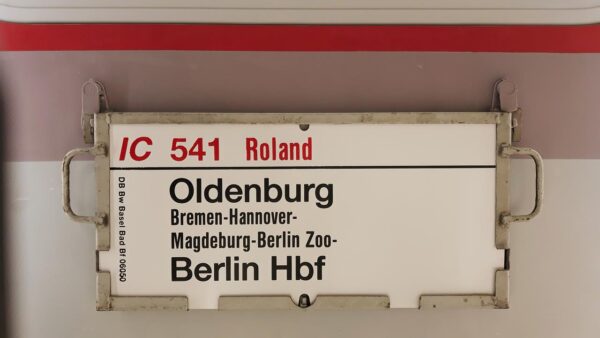 IC 541 Roland
Oldenburg
Bremen-Hannover-
Magdeburg-Berlin Zoo-
Berlin Hbf
DB Bw Basel Bad Bf 06050